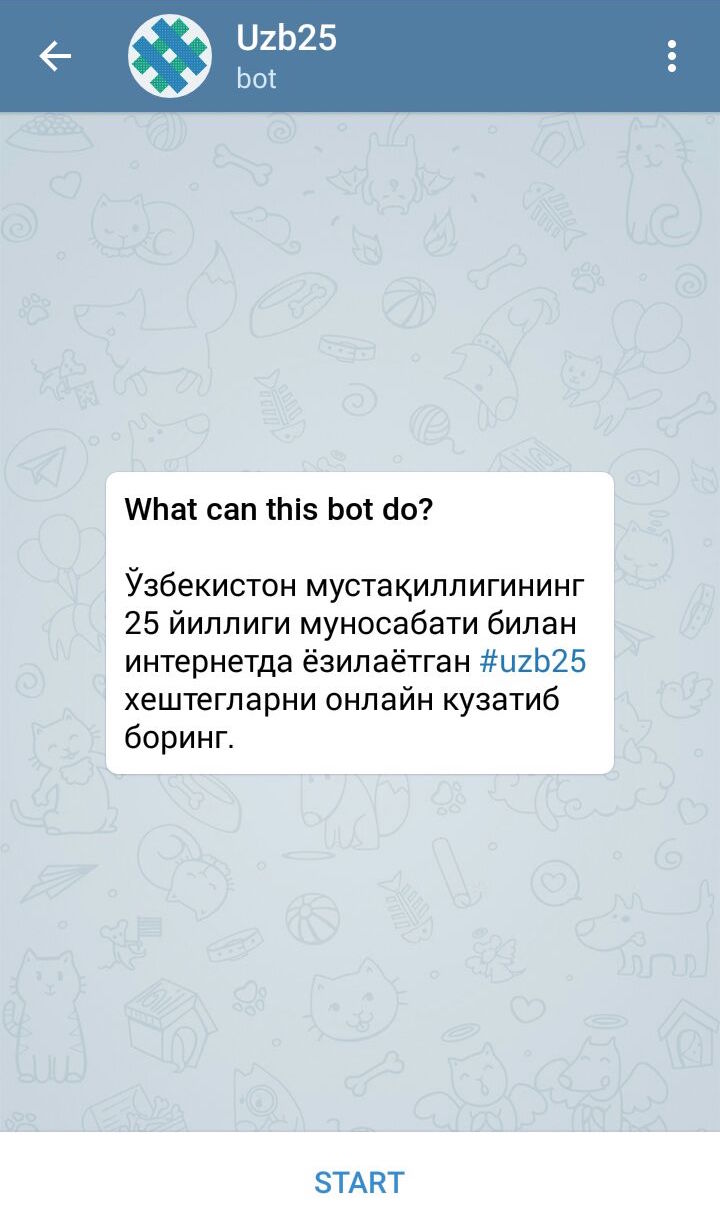 Uzb25
bot
What can this bot do?
Ўзбекистон мустақиллигининг
25 йиллиги муносабати билан
интернетда ёзилаётган #uzb25
хештегларни онлайн кузатиб
боринг.
START